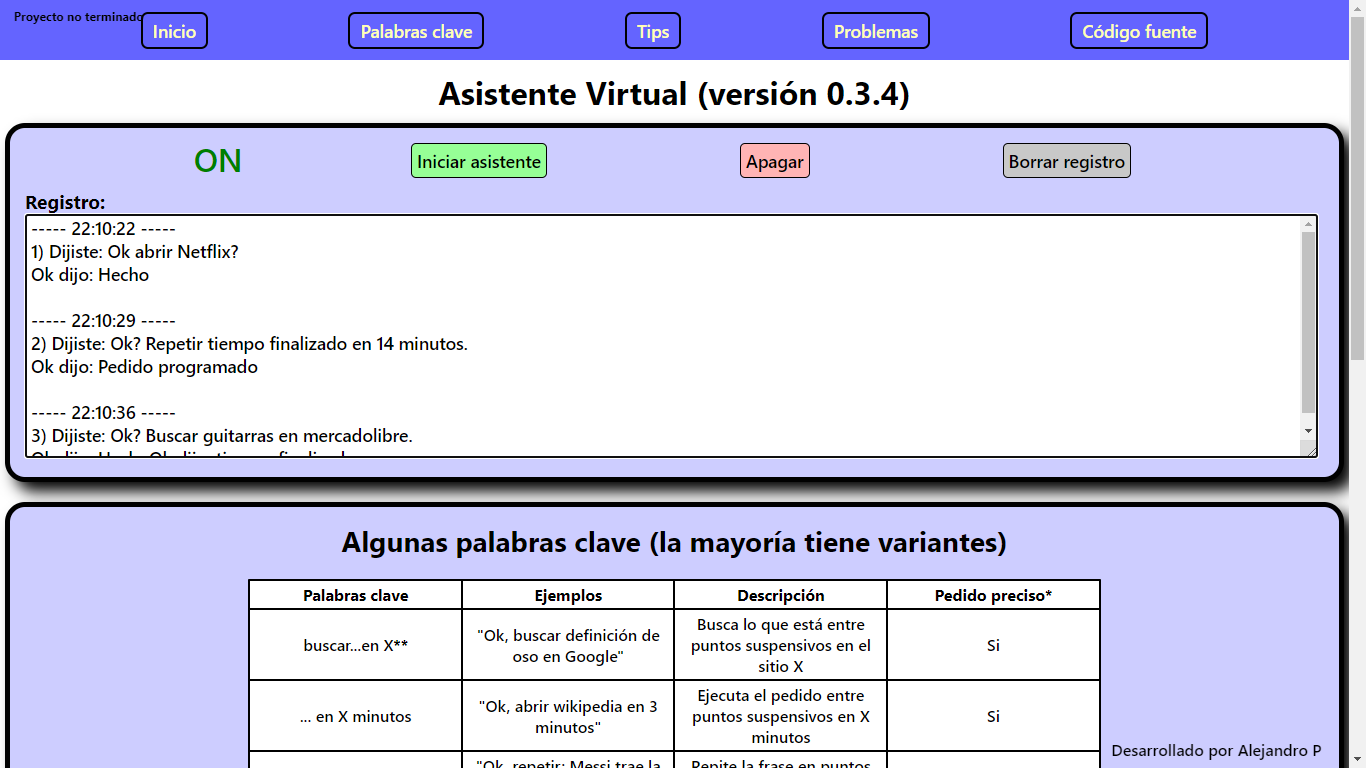 Proyecto no terminado
Inicio
Palabras clave
Tips
Problemas
Código fuente
Asistente Virtual (versión 0.3.4)
ON
Iniciar asistente
Apagar
Borrar registro
Registro:
----- 22:10:22 -----
1) Dijiste: Ok abrir Netflix?
Ok dijo: Hecho
----- 22:10:29 -----
2) Dijiste: Ok? Repetir tiempo finalizado en 14 minutos.
Ok dijo: Pedido programado
----- 22:10:36 -----
3) Dijiste: Ok? Buscar guitarras en mercadolibre.
Algunas palabras clave (la mayoría tiene variantes)
Palabras clave
Ejemplos
Descripción
Pedido preciso*
buscar...en X**
"Ok, buscar definición de
oso en Google"
Busca lo que está entre
puntos suspensivos en el
sitio X
Si
... en X minutos
"Ok, abrir wikipedia en 3
minutos"
Ejecuta el pedido entre
puntos suspensivos en X
minutos
Si
"Ok, repetir: Messi trae la
Repite la frase en puntos
Desarrollado por Alejandro P